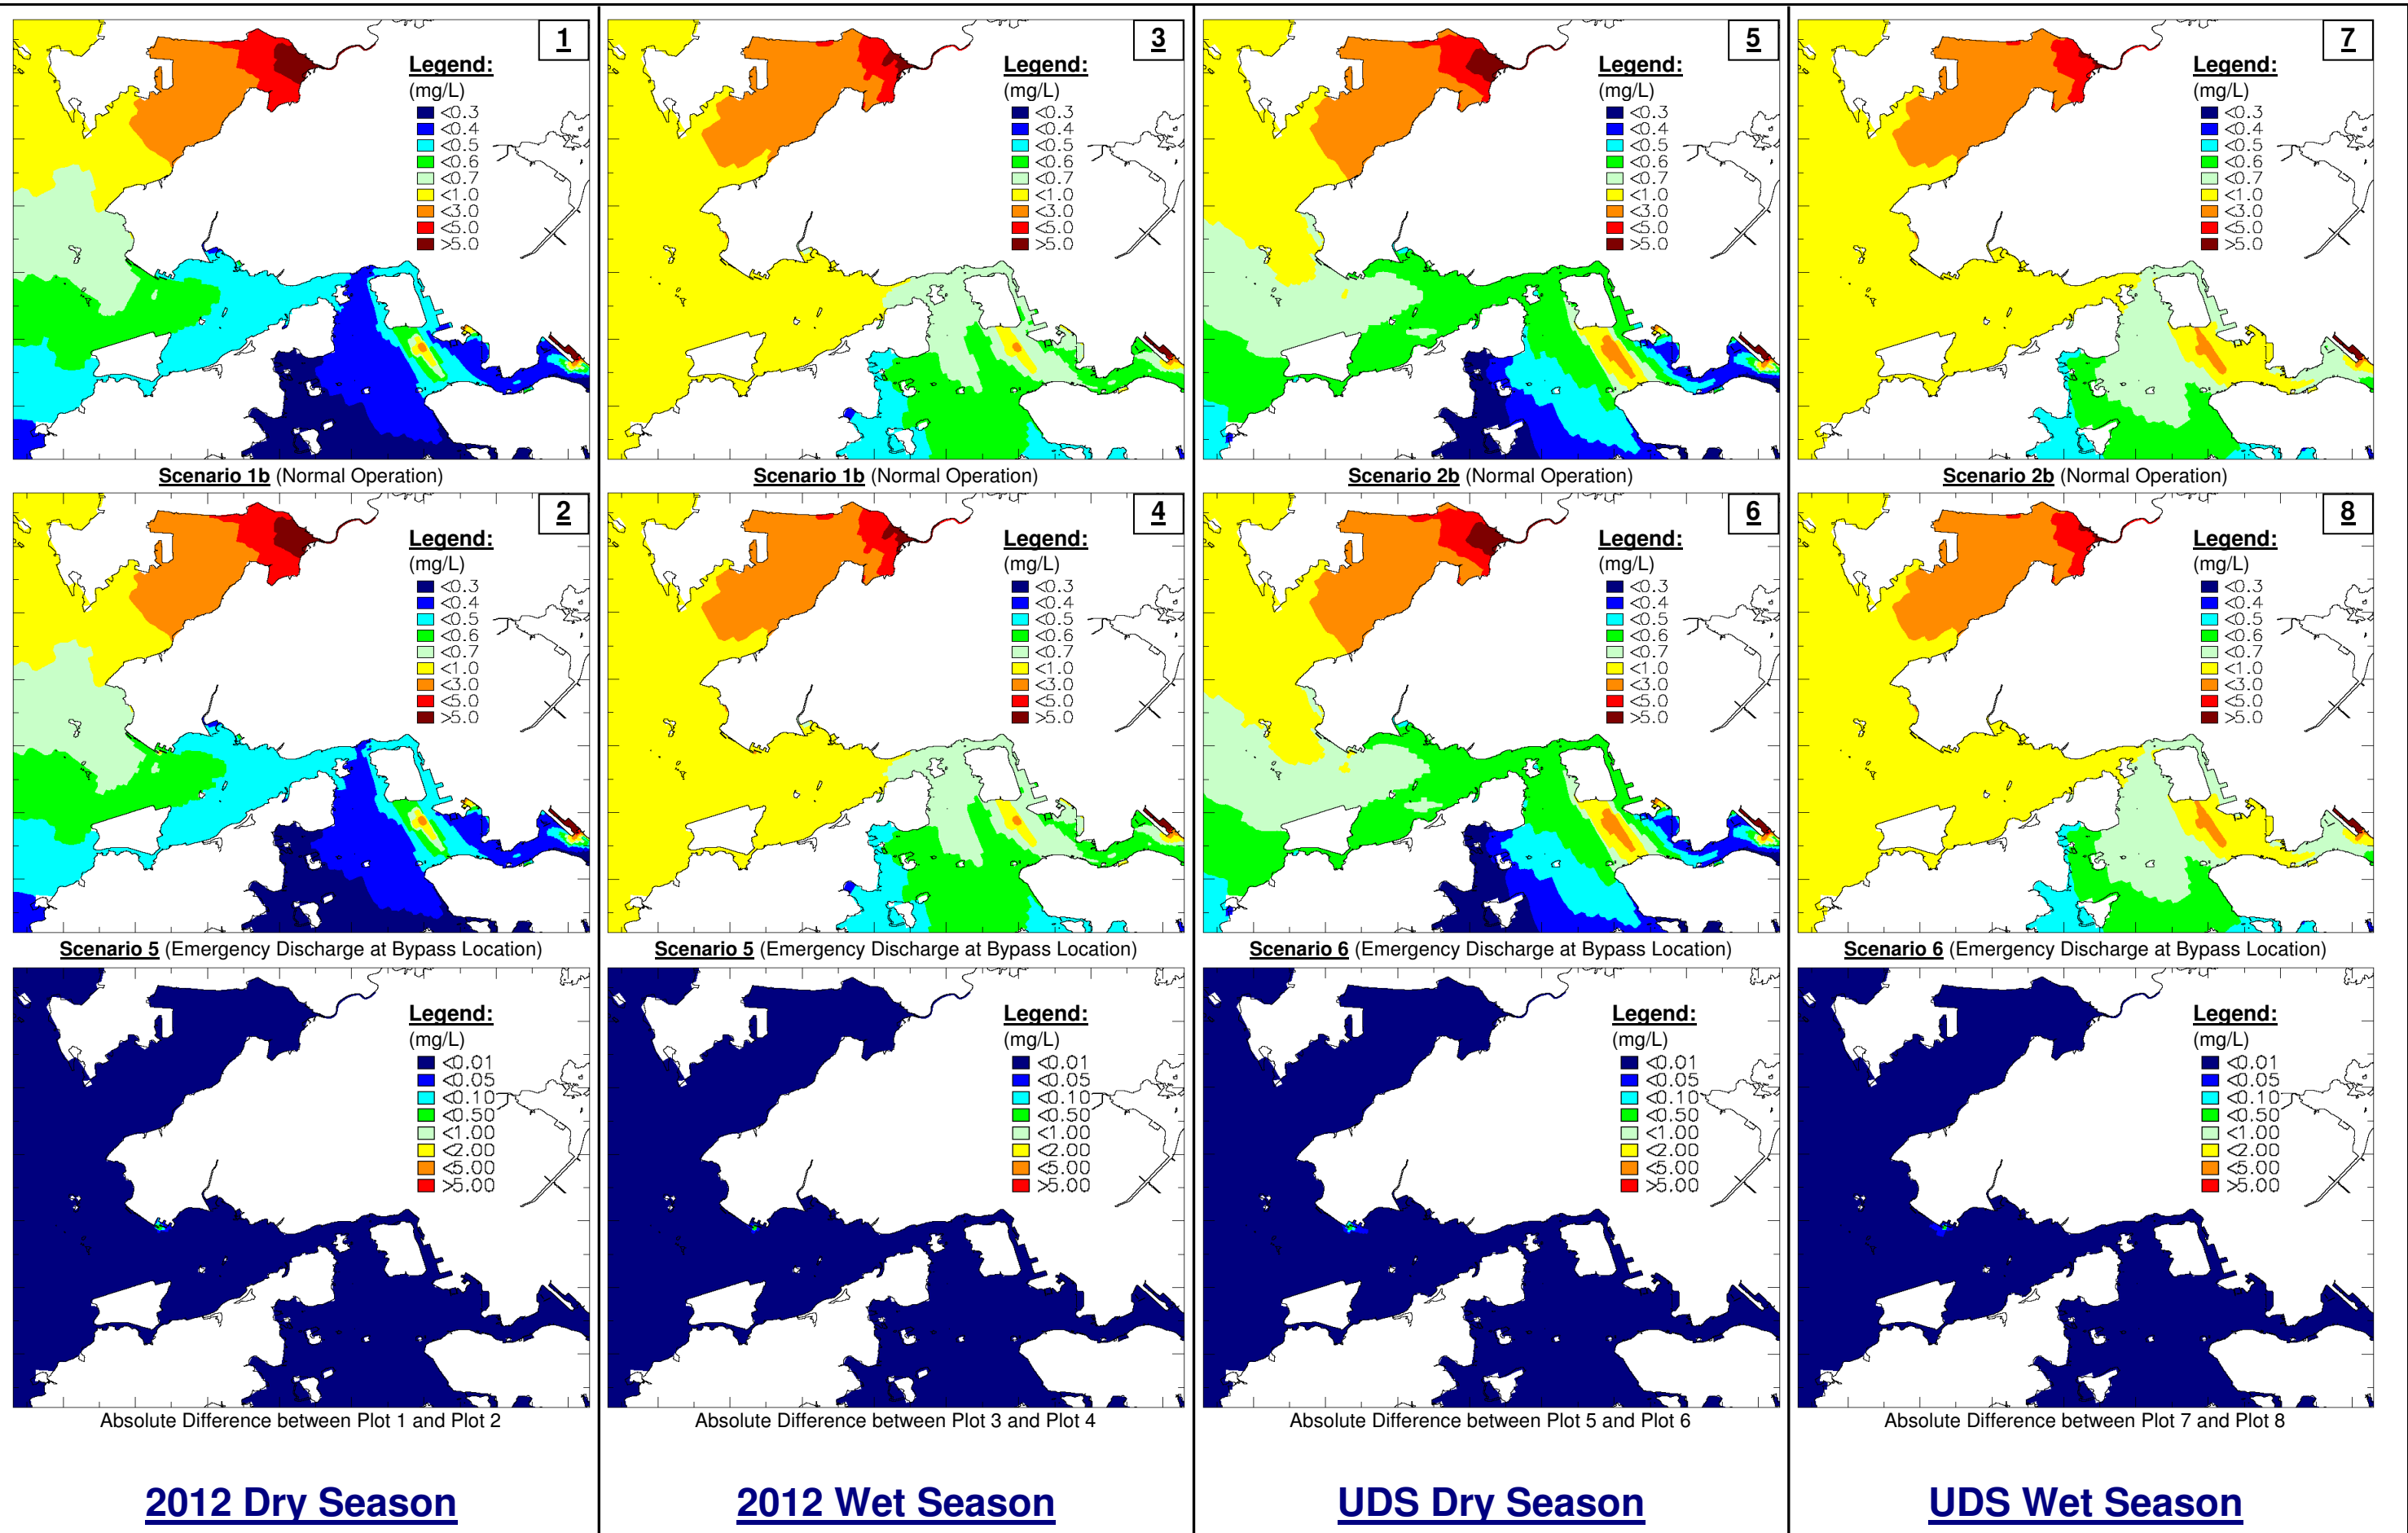 1
Legend:
(mg/L)
<0.3
<0.4
<0.5
<0.6
<0.7
<1.0
<3.0
<5.0
>5.0
Scenario 1b (Normal Operation)
2
Legend:
(mg/L)
<0.3
<0.4
<0.5
<0.6
<0.7
<1.0
<3.0
<5.0
>5.0
Scenario 5 (Emergency Discharge at Bypass Location)
Legend:
(mg/L)
<0.01
<0.05
<0.10
<0.50
<1.00
<2.00
<5.00
>5.00
Absolute Difference between Plot 1 and Plot 2
2012 Dry Season
3
Legend:
(mg/L)
<0.3
<0.4
<0.5
<0.6
<0.7
<1.0
<3.0
<5.0
>5.0
Scenario 1b (Normal Operation)
4
Legend:
(mg/L)
<0.3
<0.4
<0.5
<0.6
<0.7
<1.0
<3.0
<5.0
>5.0
Scenario 5 (Emergency Discharge at Bypass Location)
Legend:
(mg/L)
<0.01
<0.05
<0.10
<0.50
<1.00
<2.00
<5.00
>5.00
Absolute Difference between Plot 3 and Plot 4
2012 Wet Season
5
Legend:
(mg/L)
<0.3
<0.4
<0.5
<0.6
<0.7
<1.0
<3.0
<5.0
>5.0
Scenario 2b (Normal Operation)
6
Legend:
(mg/L)
<0.3
<0.4
<0.5
<0.6
<0.7
<1.0
<3.0
<5.0
>5.0
Scenario 6 (Emergency Discharge at Bypass Location)
Legend:
(mg/L)
<0.01
<0.05
<0.10
<0.50
<1.00
<2.00
<5.00
>5.00
Absolute Difference between Plot 5 and Plot 6
UDS Dry Season
7
Legend:
(mg/L)
<0.3
<0.4
<0.5
<0.6
<0.7
<1.0
<3.0
<5.0
>5.0
Scenario 2b (Normal Operation)
8
Legend:
(mg/L)
<0.3
<0.4
<0.5
<0.6
<0.7
<1.0
<3.0
<5.0
>5.0
Scenario 6 (Emergency Discharge at Bypass Location)
Legend:
(mg/L)
<0.01
<0.05
<0.10
<0.50
<1.00
<2.00
<5.00
>5.00
Absolute Difference between Plot 7 and Plot 8
UDS Wet Season